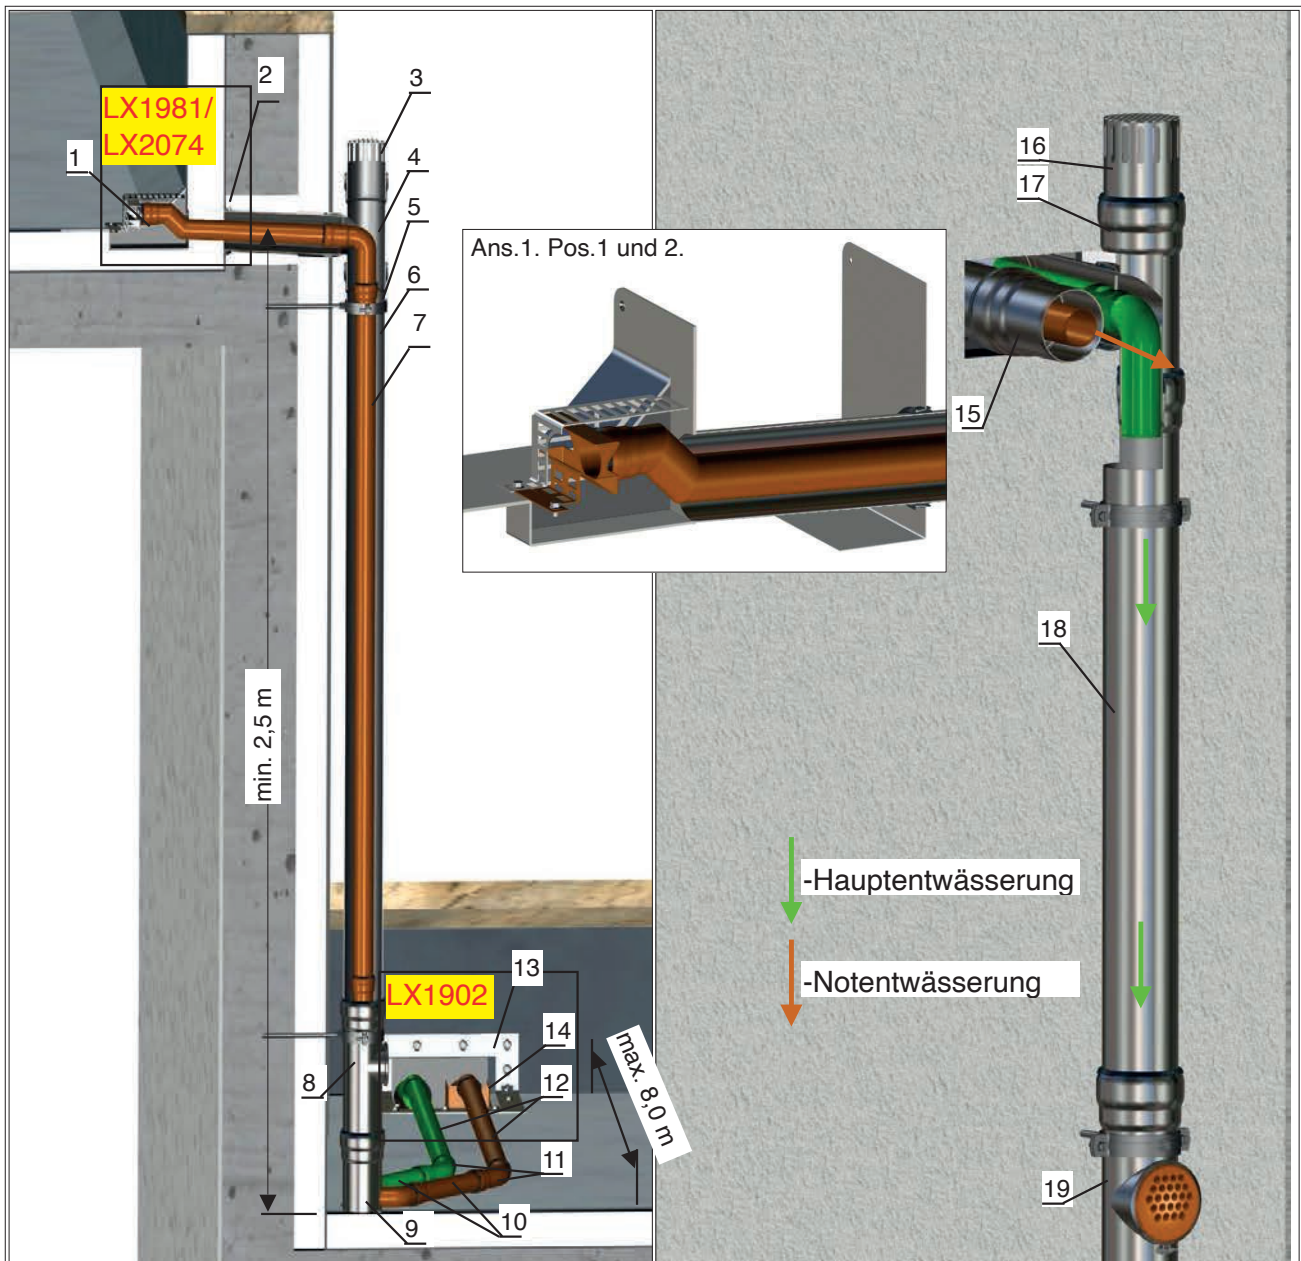 LX1981/
LX2074
1
2
3
4
5
6
7
min. 2,5 m
Ans.1. Pos.1 und 2.
LX1902
8
9
10
11
12
13
14
max. 8,0 m
15
16
17
18
19
-Hauptentwässerung
-Notentwässerung